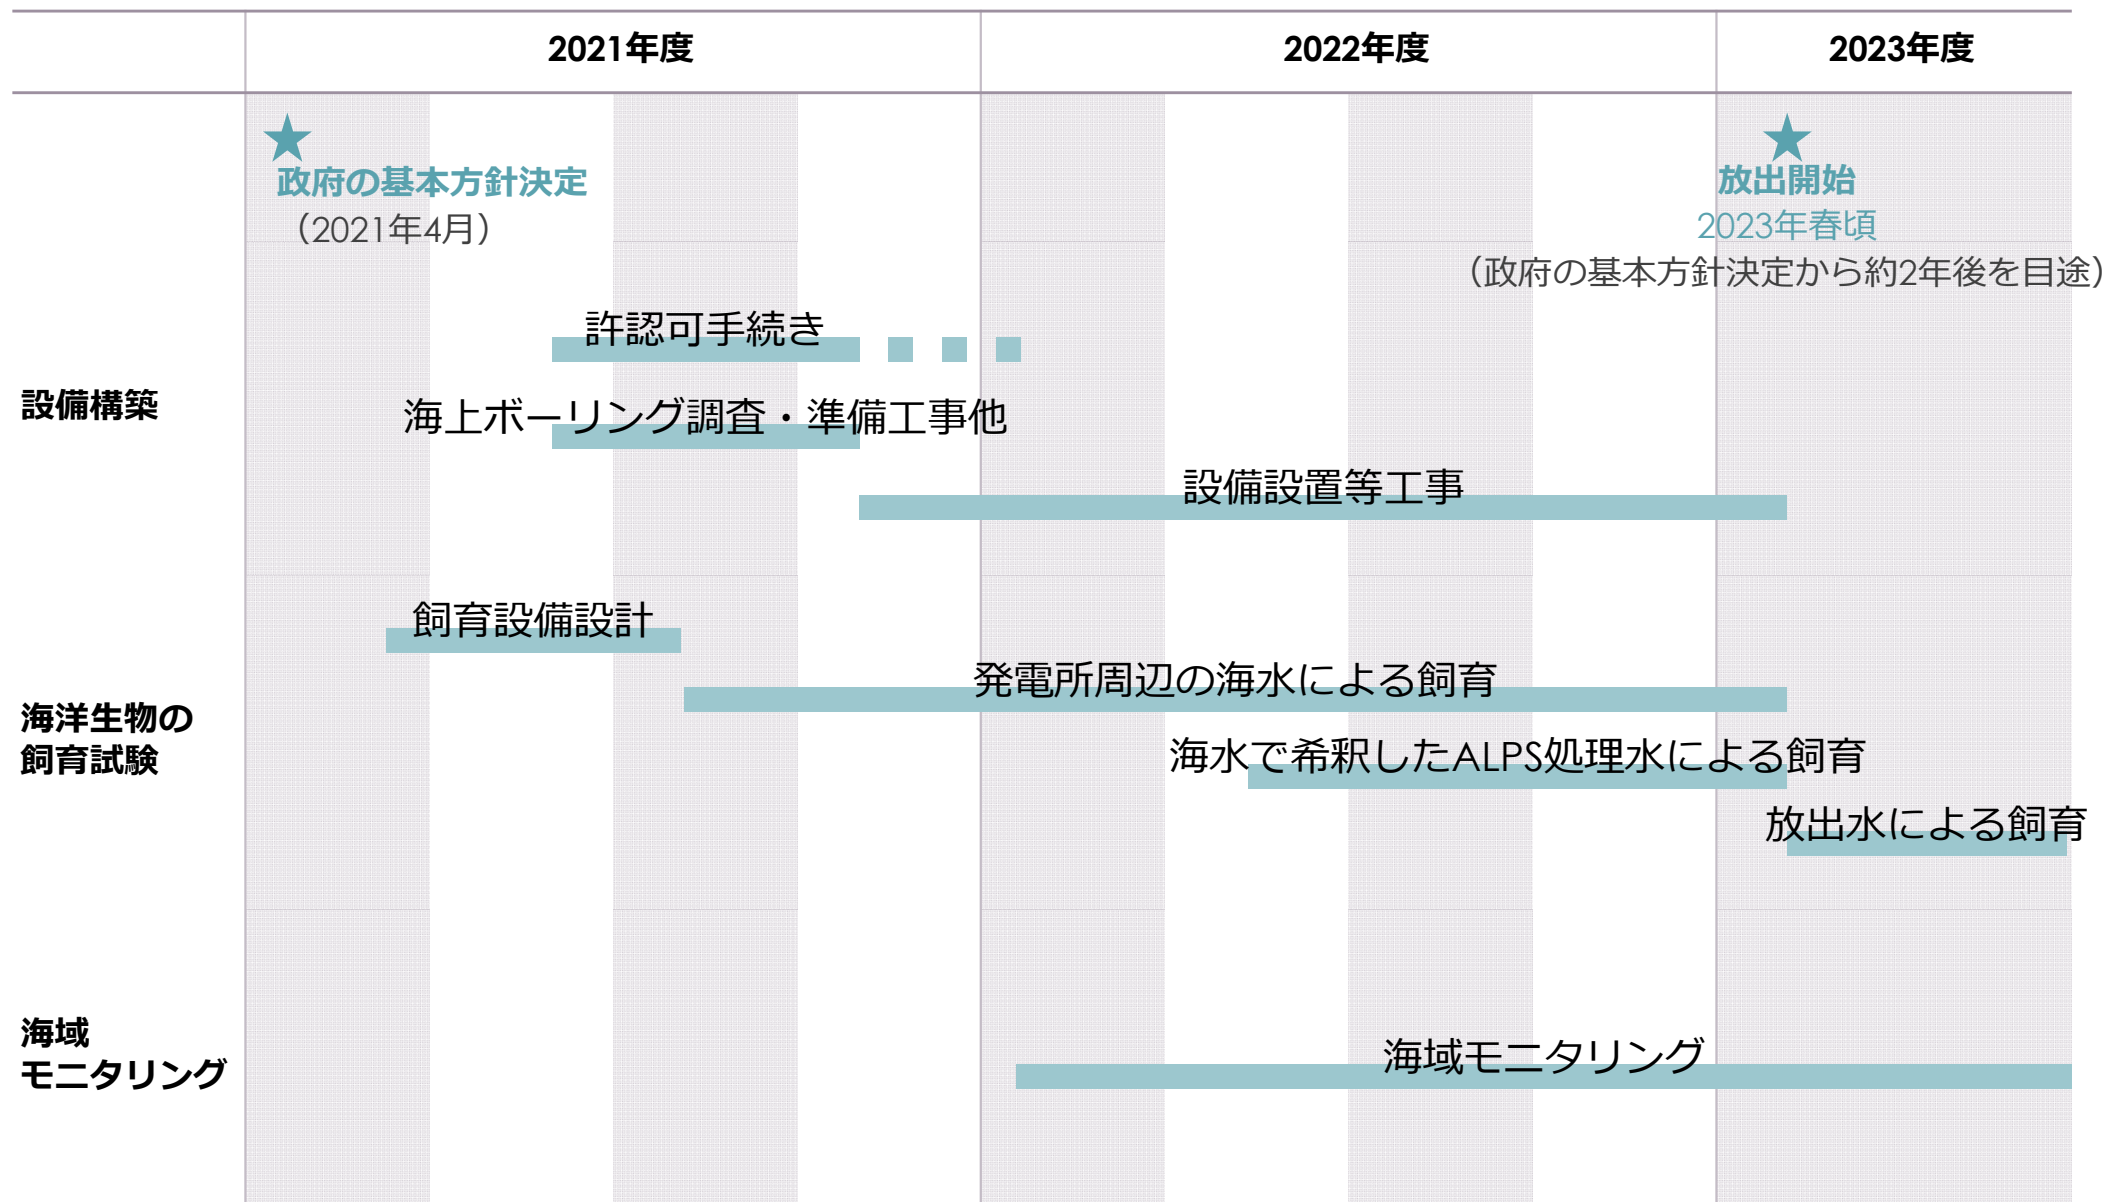 2021年度
2022年度
2023年度
政府の基本方針決定
（2021年4月）
放出開始
2023年春頃
（政府の基本方針決定から約2年後を目途）
設備構築
許認可手続き
海上ボーリング調査・準備工事他
設備設置等工事
海洋生物の
飼育試験
飼育設備設計
発電所周辺の海水による飼育
海水で希釈したALPS処理水による飼育
放出水による飼育
海域
モニタリング
海域モニタリング